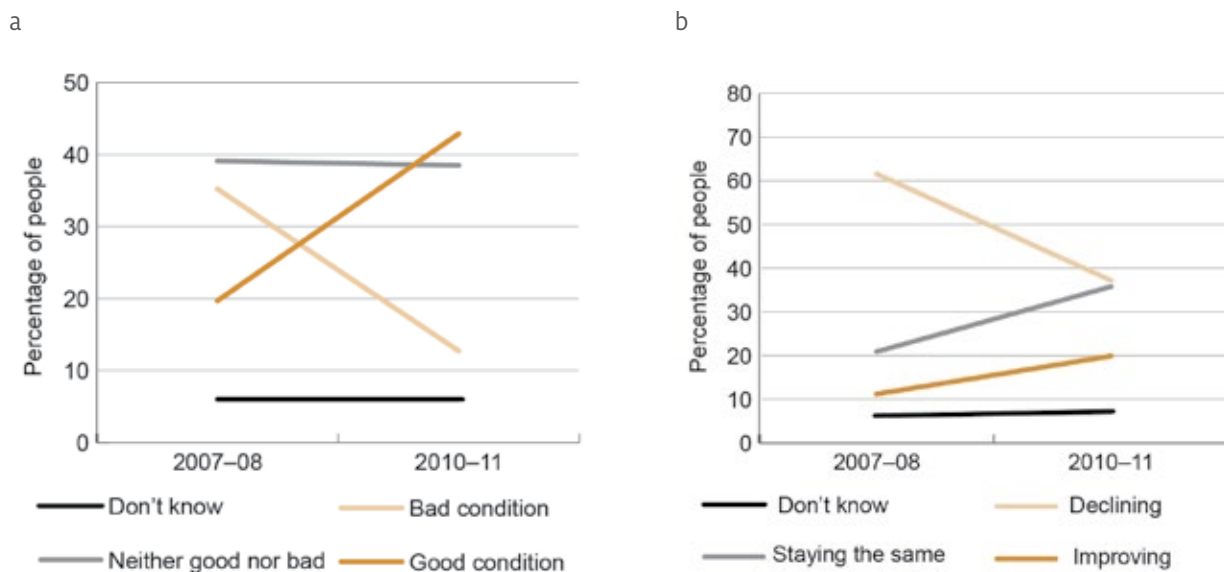 a
50
40
30
20
10
0
Percentage of people
2007–08 2010–11
Don't know Bad condition
Neither good nor bad Good condition
b
80
70
60
50
40
30
20
10
0
Percentage of people
2007–08 2010–11
Don't know Declining
Staying the same Improving